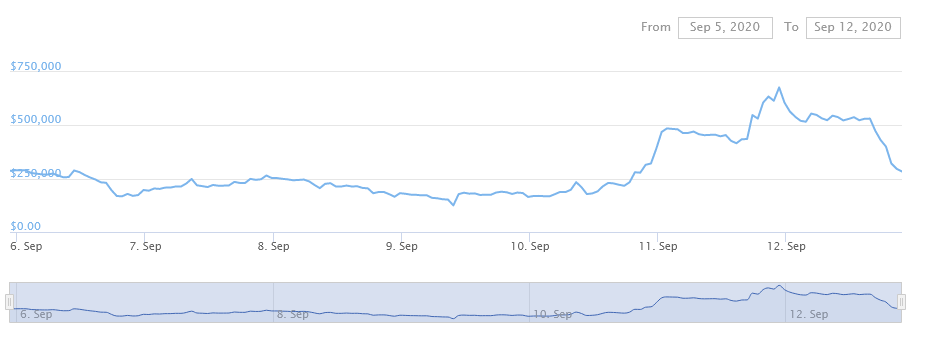 From Sep 5, 2020 To Sep 12, 2020
$750,000
$500,000
$250,000
$0.00
6. Sep 7. Sep 8. Sep 9. Sep 10. Sep 11. Sep 12. Sep
6. Sep 8. Sep 10. Sep 12. Sep